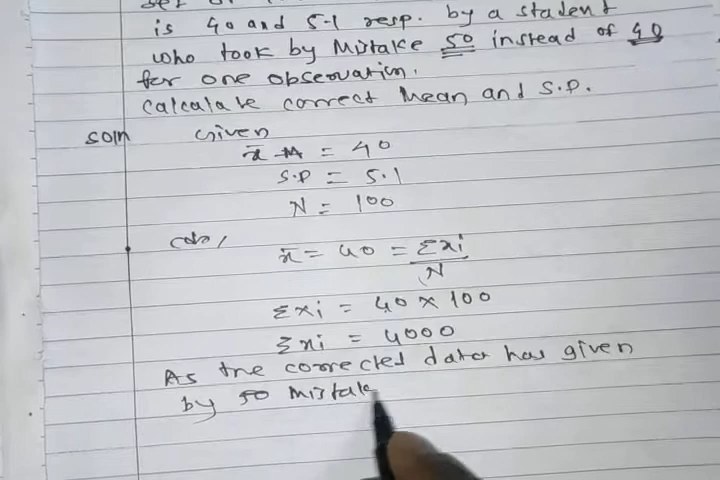 set of
is 40 and 5.1 resp. by a student
who took by Mistake 50 instead of 40
for one observation.
calculate correct Mean and S.D.
soln Given
x̄ = 40
S.D = 5.1
N = 100
x̄ = 40 = Σxi
N
Σxi = 40 × 100
Σxi = 4000
As the corrected data has given
by 50 mistake